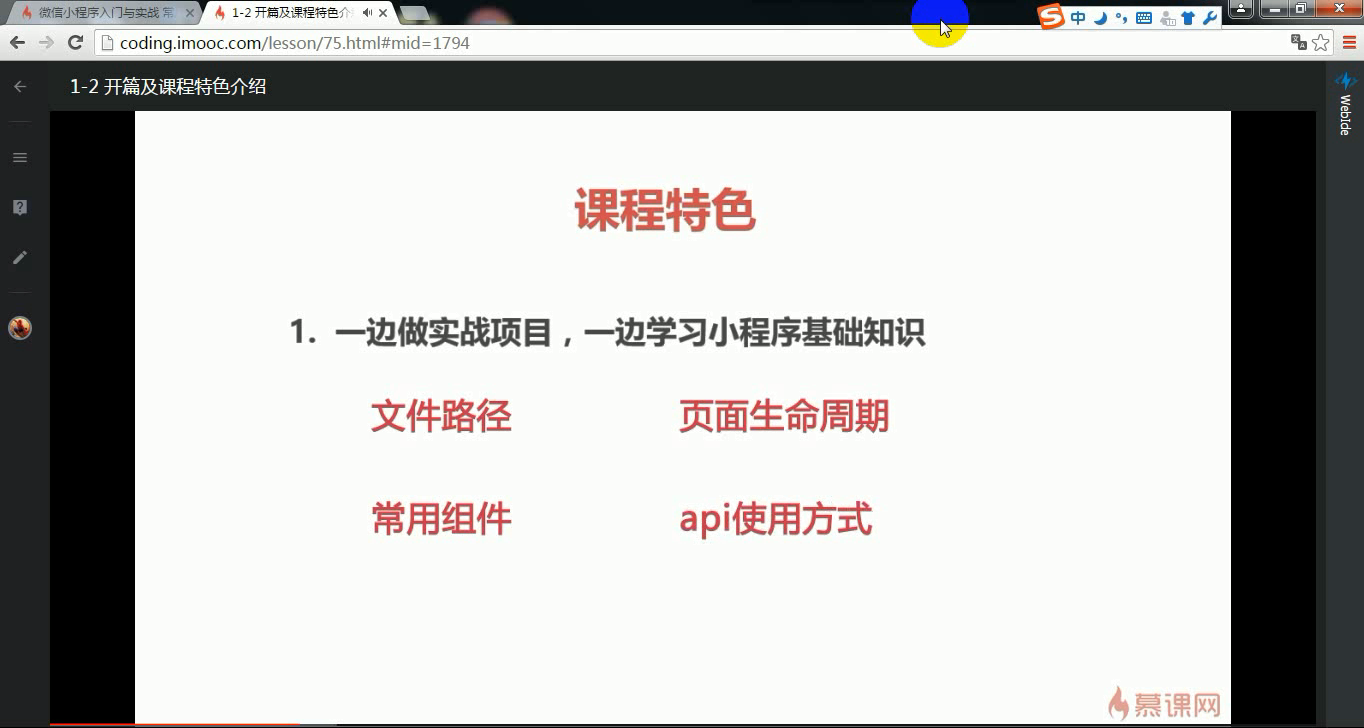 微信小程序入门与实战 常
1-2 开篇及课程特色介绍
coding.imooc.com/lesson/75.html#mid=1794
中
1-2 开篇及课程特色介绍
WebIde
课程特色
1. 一边做实战项目，一边学习小程序基础知识
文件路径 页面生命周期
常用组件 api使用方式
慕课网